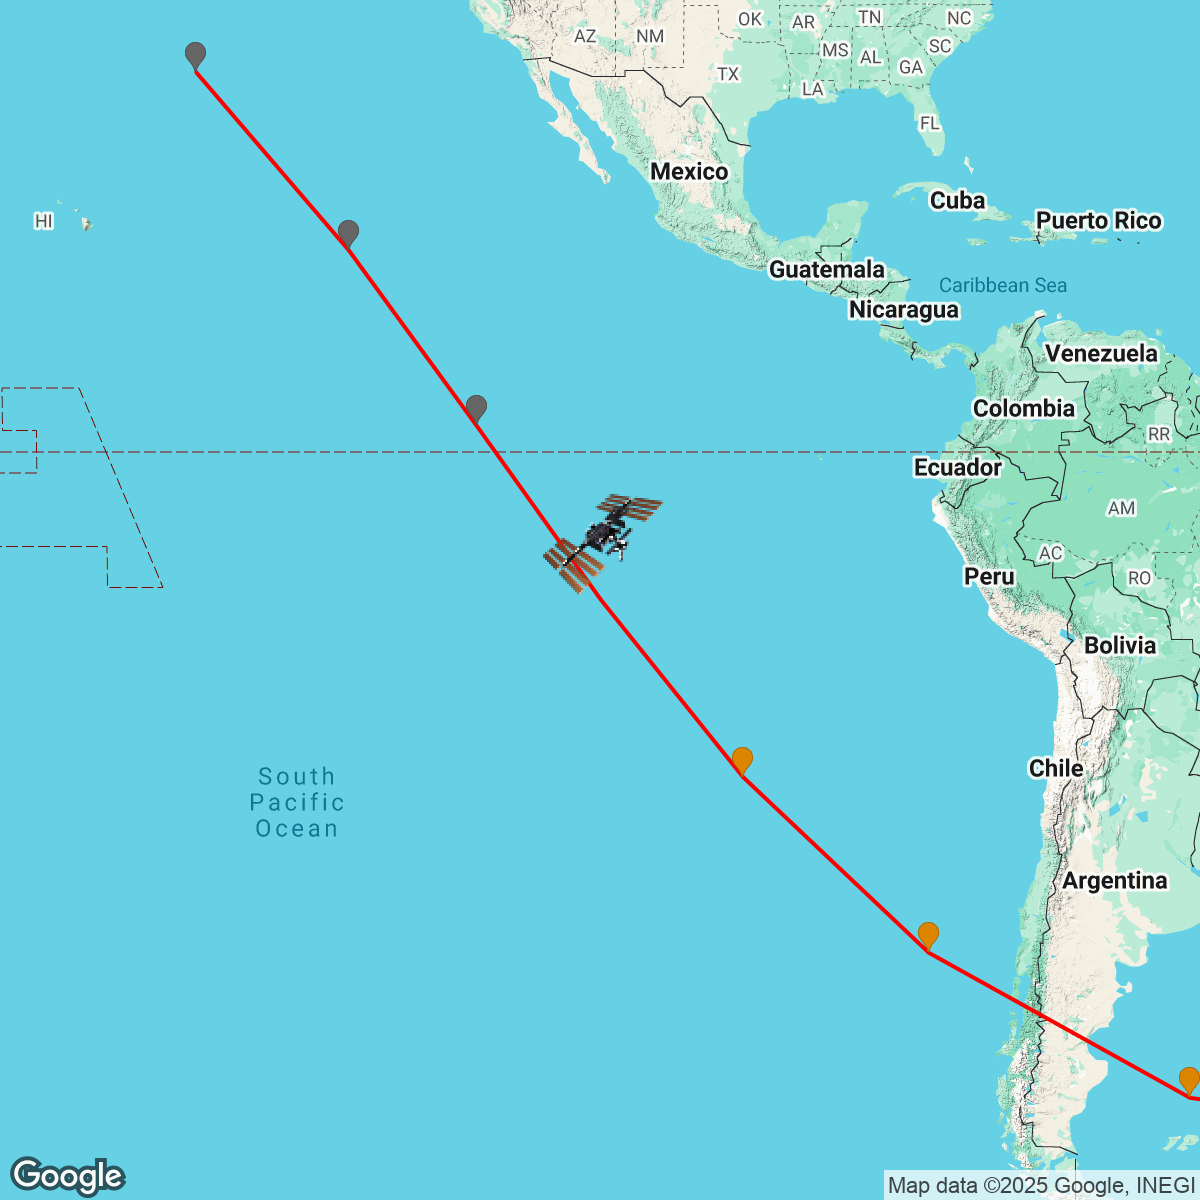 OK
AR
TN
NC
AZ
NM
MS
AL
SC
GA
TX
LA
FL
Mexico
Cuba
HI
Puerto Rico
Guatemala
Caribbean Sea
Nicaragua
Venezuela
Colombia
RR
Ecuador
AM
AC
Peru
RO
Bolivia
Chile
South
Pacific
Ocean
Argentina
Google
Map data ©2025 Google, INEGI